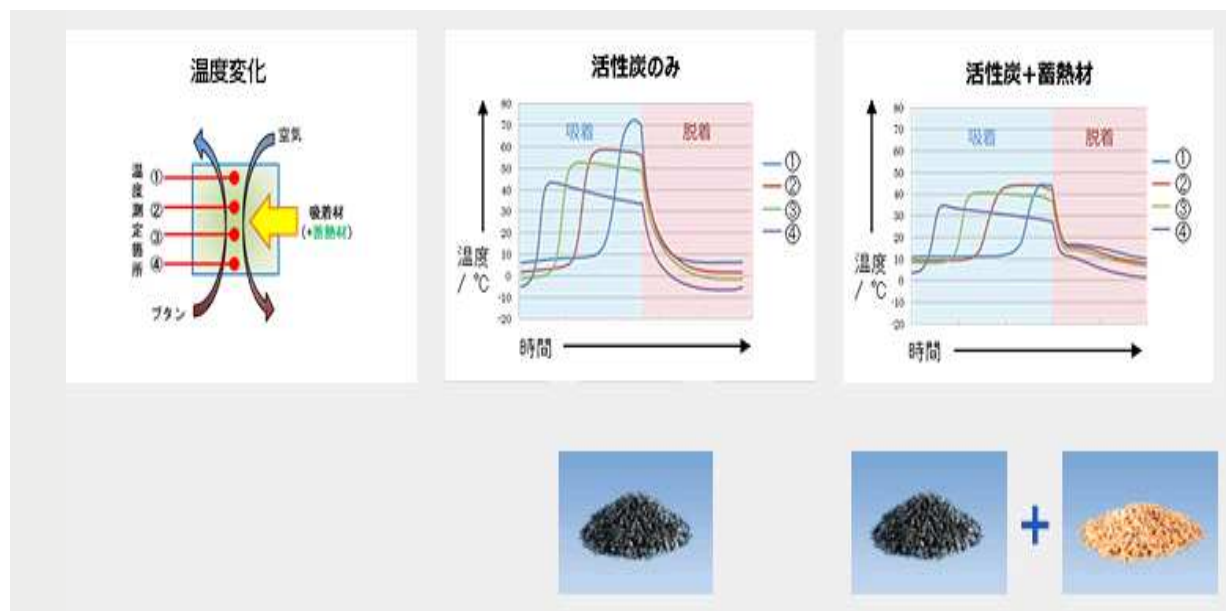 温度変化
空気
温度測定箇所
①
②
③
④
吸着材
(+蓄熱材)
ブタン
活性炭のみ
80
70
60
50
40
30
20
10
0
-10
-20
吸着
脱着
①
②
③
④
温度
/ ℃
時間
活性炭+蓄熱材
80
70
60
50
40
30
20
10
0
-10
-20
吸着
脱着
①
②
③
④
温度
/ ℃
時間
+